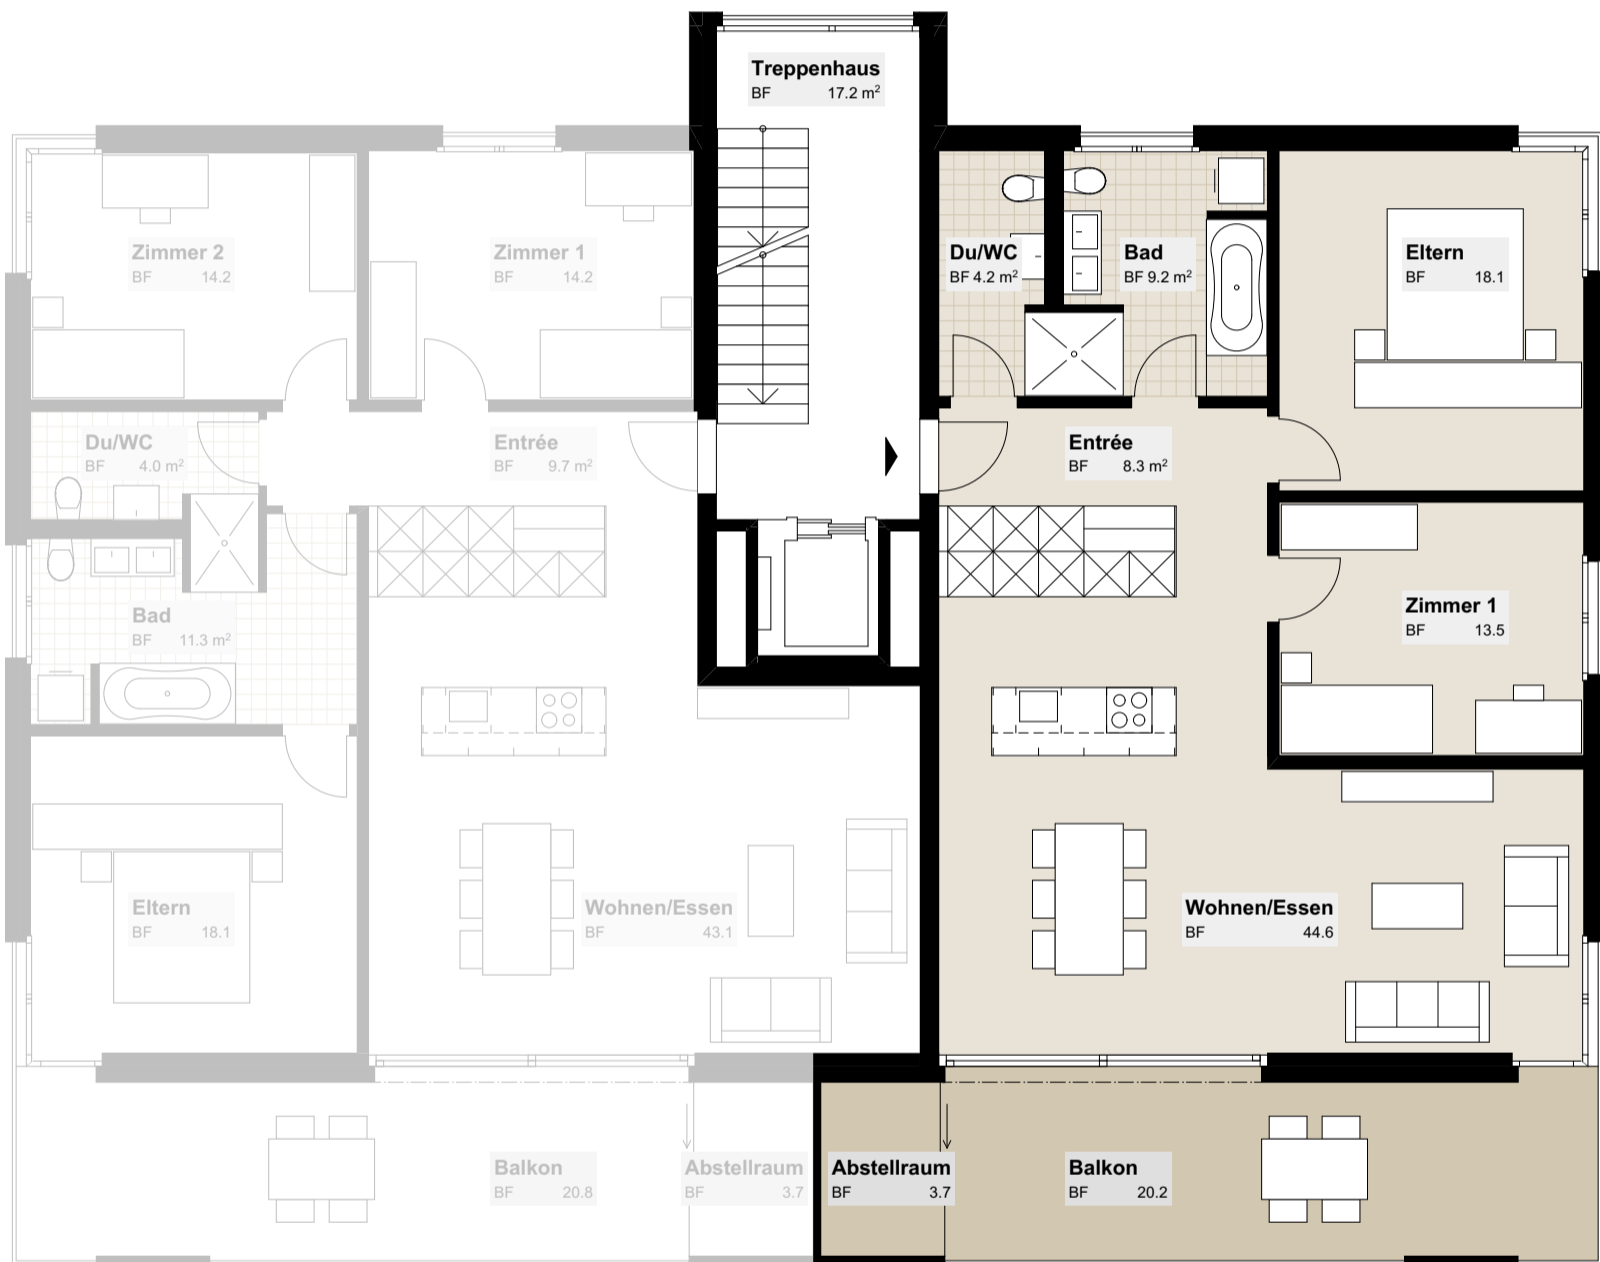 Treppenhaus
BF 17.2 m²
Zimmer 2
BF 14.2
Zimmer 1
BF 14.2
Du/WC
BF 4.2 m²
Bad
BF 9.2 m²
Eltern
BF 18.1
Du/WC
BF 4.0 m²
Entrée
BF 9.7 m²
Entrée
BF 8.3 m²
Bad
BF 11.3 m²
Zimmer 1
BF 13.5
Eltern
BF 18.1
Wohnen/Essen
BF 43.1
Wohnen/Essen
BF 44.6
Balkon
BF 20.8
Abstellraum
BF 3.7
Abstellraum
BF 3.7
Balkon
BF 20.2